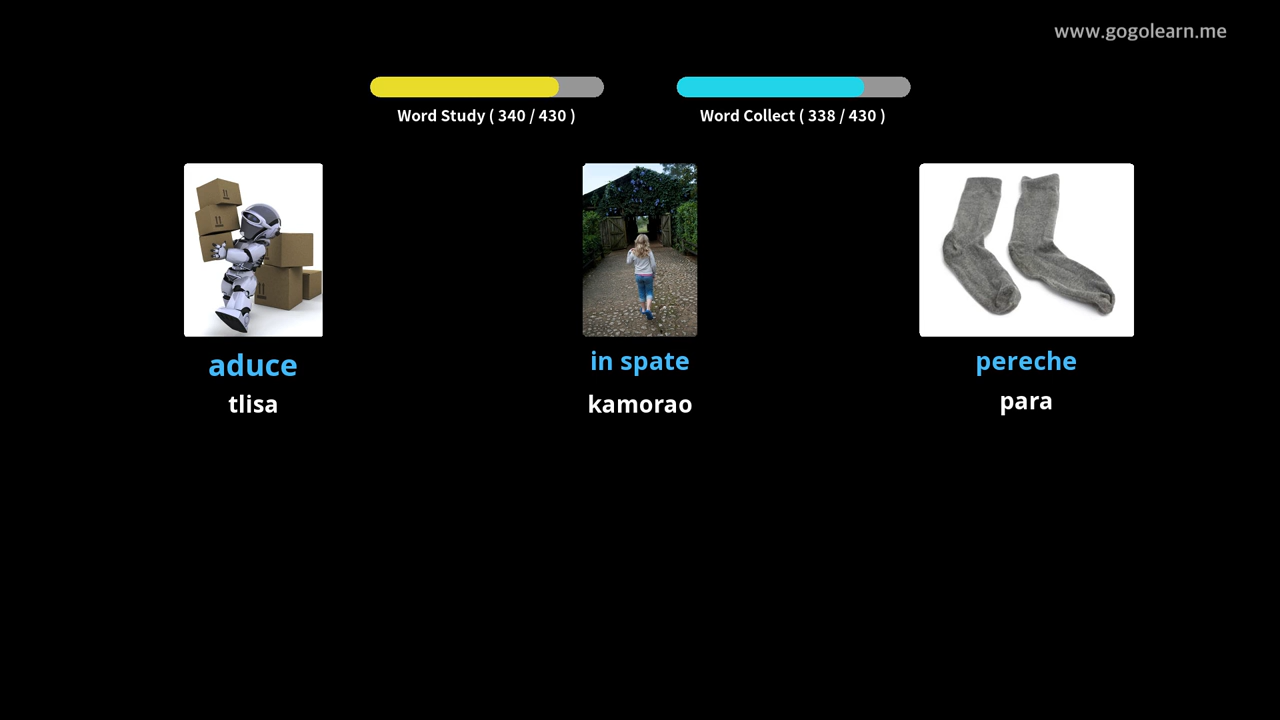 www.gogolearn.me
Word Study ( 340 / 430 )
Word Collect ( 338 / 430 )
aduce
tlisa
in spate
kamorao
pereche
para